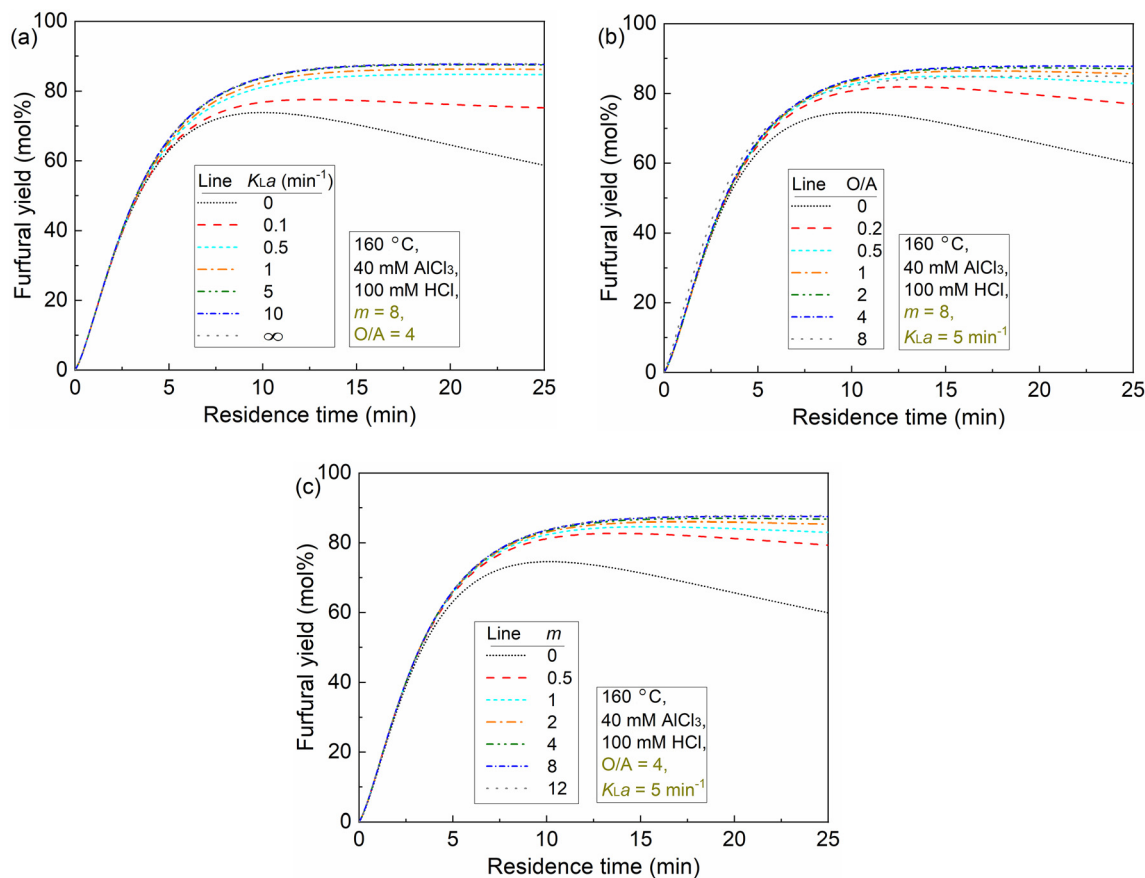 (a)
100
80
60
40
20
0
Furfural yield (mol%)
Line KLa (min-1)
0
0.1
0.5
1
5
10
∞
160 °C,
40 mM AlCl3,
100 mM HCl,
m = 8,
O/A = 4
0 5 10 15 20 25
Residence time (min)
(b)
100
80
60
40
20
0
Furfural yield (mol%)
Line O/A
0
0.2
0.5
1
2
4
8
160 °C,
40 mM AlCl3,
100 mM HCl,
m = 8,
KLa = 5 min-1
0 5 10 15 20 25
Residence time (min)
(c)
100
80
60
40
20
0
Furfural yield (mol%)
Line m
0
0.5
1
2
4
8
12
160 °C,
40 mM AlCl3,
100 mM HCl,
O/A = 4,
KLa = 5 min-1
0 5 10 15 20 25
Residence time (min)